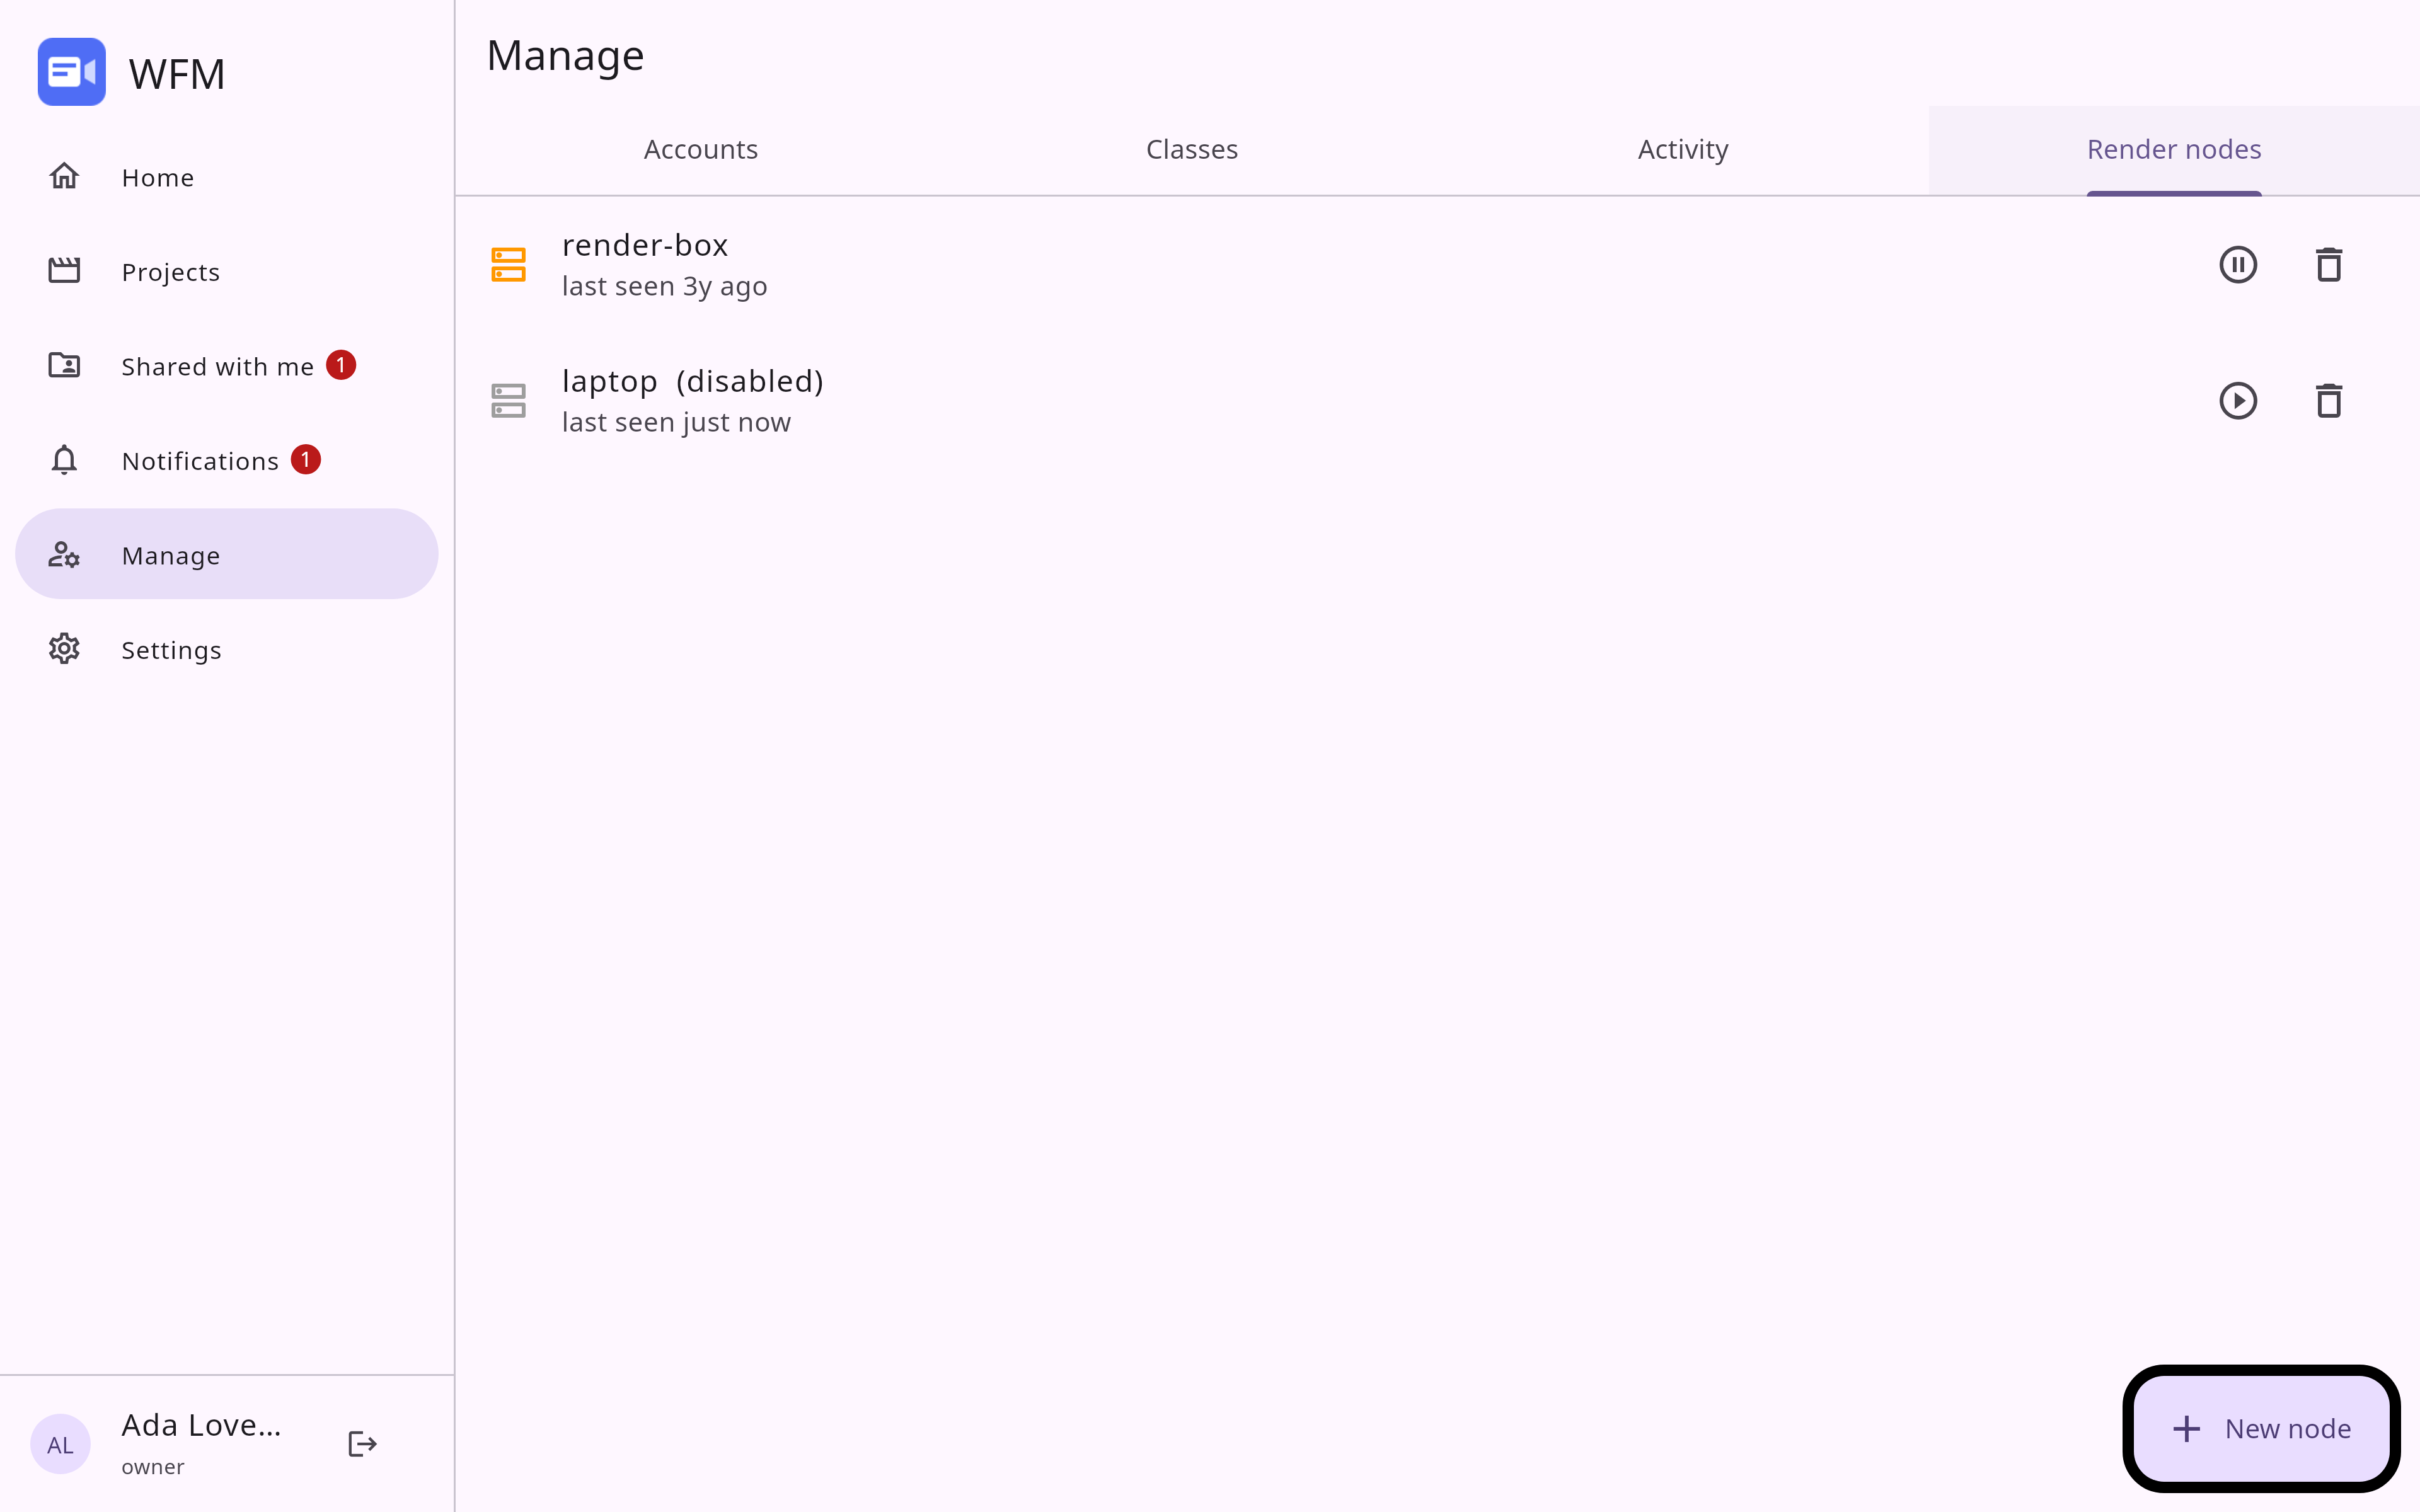 WFM
Home
Projects
Shared with me 1
Notifications 1
Manage
Settings
AL
Ada Love...
owner
Manage
Accounts
Classes
Activity
Render nodes
render-box
last seen 3y ago
laptop (disabled)
last seen just now
New node